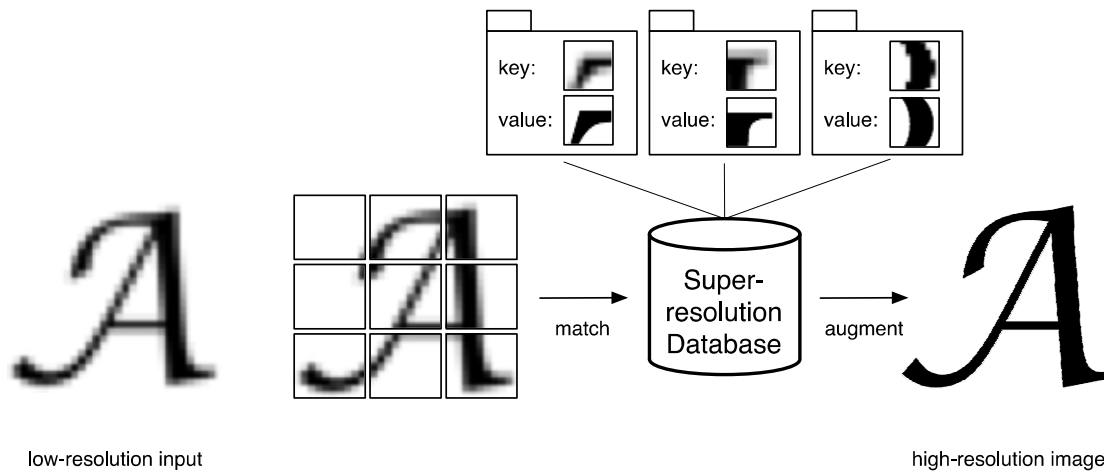 key:
value:
key:
value:
key:
value:
A
A
match
Super-
resolution
Database
augment
A
low-resolution input
high-resolution image